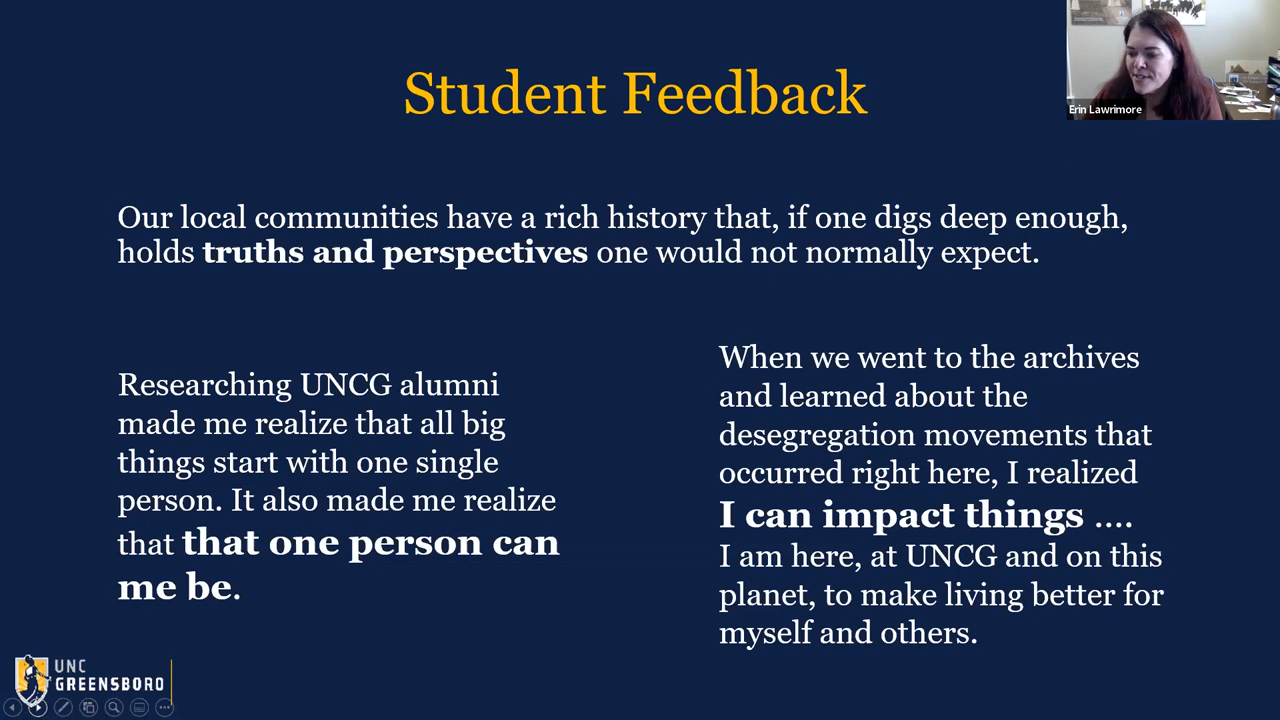 Student Feedback
Erin Lawrimore
Our local communities have a rich history that, if one digs deep enough,
holds truths and perspectives one would not normally expect.
Researching UNCG alumni
made me realize that all big
things start with one single
person. It also made me realize
that that one person can
me be.
When we went to the archives
and learned about the
desegregation movements that
occurred right here, I realized
I can impact things ....
I am here, at UNCG and on this
planet, to make living better for
myself and others.
UNC
GREENSBORO